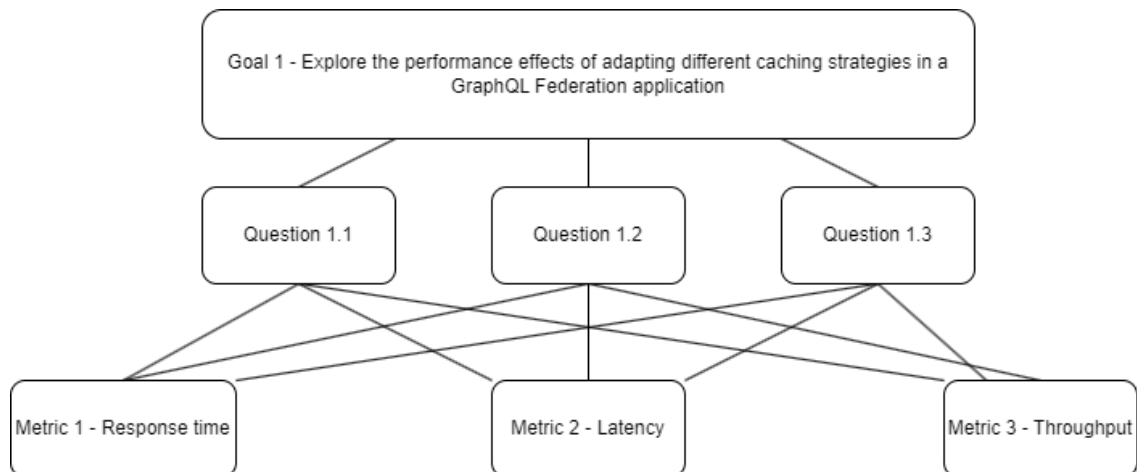 Goal 1 - Explore the performance effects of adapting different caching strategies in a
GraphQL Federation application
Question 1.1
Question 1.2
Question 1.3
Metric 1 - Response time
Metric 2 - Latency
Metric 3 - Throughput